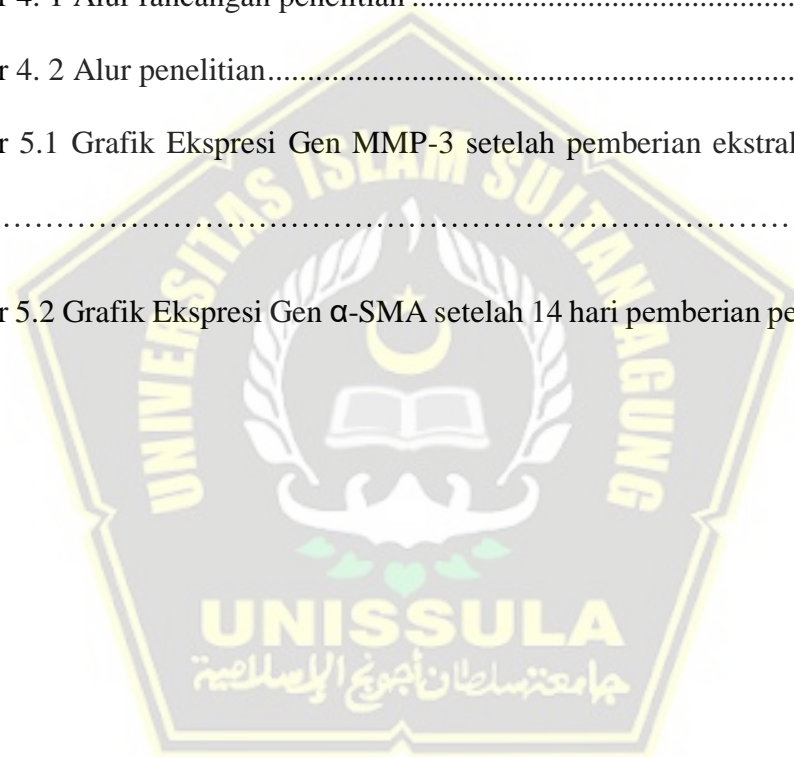 r 4. 1 Alur rancangan penelitian ........................................................
r 4. 2 Alur penelitian.......................................................................
r 5.1 Grafik Ekspresi Gen MMP-3 setelah pemberian ekstrak
........................................................................
r 5.2 Grafik Ekspresi Gen α-SMA setelah 14 hari pemberian pe
UNIVERSITAS ISLAM SULTAN AGUNG
UNISSULA
جامعة سلطان أجونج الإسلامية